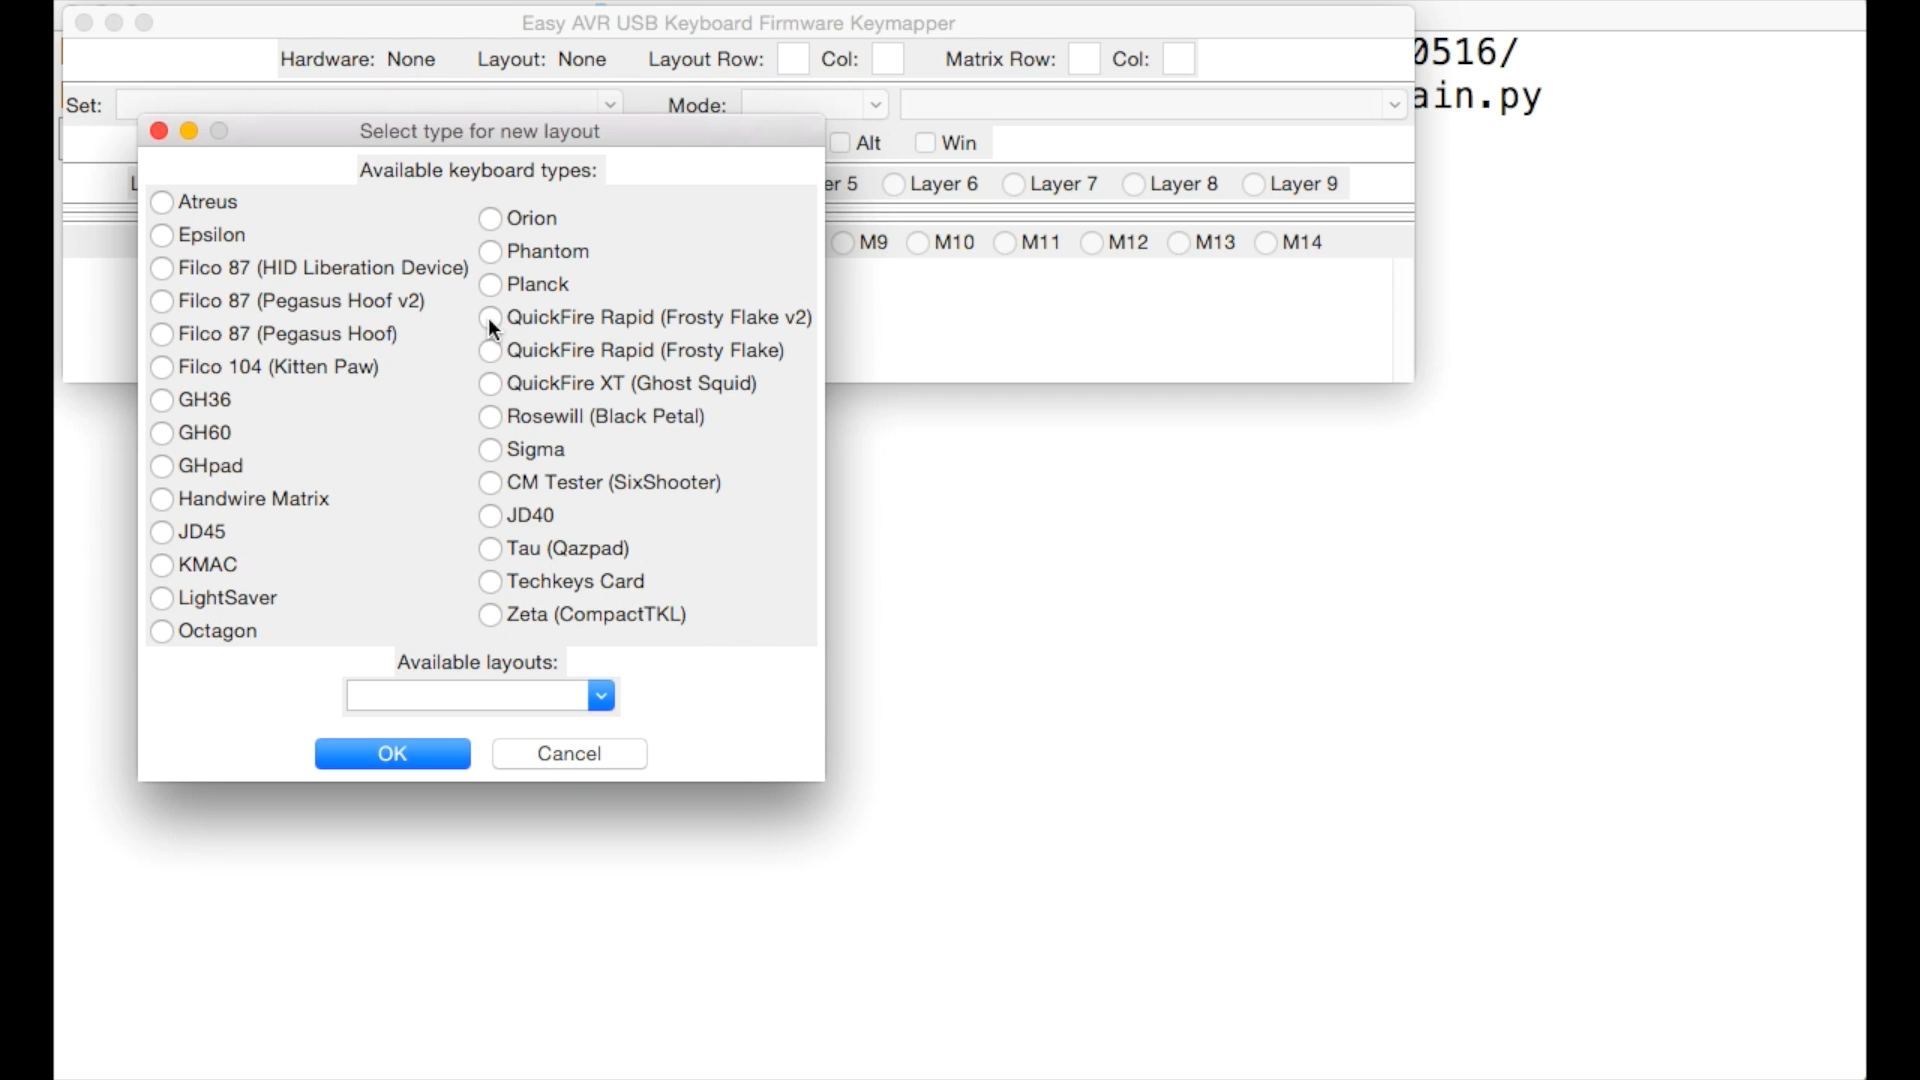 Easy AVR USB Keyboard Firmware Keymapper
Hardware: None Layout: None Layout Row: Col: Matrix Row: Col:
0516/
Set: Mode:
ain.py
Select type for new layout
Alt Win
Available keyboard types:
L
er 5 Layer 6 Layer 7 Layer 8 Layer 9
M9 M10 M11 M12 M13 M14
Atreus
Epsilon
Filco 87 (HID Liberation Device)
Filco 87 (Pegasus Hoof v2)
Filco 87 (Pegasus Hoof)
Filco 104 (Kitten Paw)
GH36
GH60
GHpad
Handwire Matrix
JD45
KMAC
LightSaver
Octagon
Orion
Phantom
Planck
QuickFire Rapid (Frosty Flake v2)
QuickFire Rapid (Frosty Flake)
QuickFire XT (Ghost Squid)
Rosewill (Black Petal)
Sigma
CM Tester (SixShooter)
JD40
Tau (Qazpad)
Techkeys Card
Zeta (CompactTKL)
Available layouts:
OK Cancel